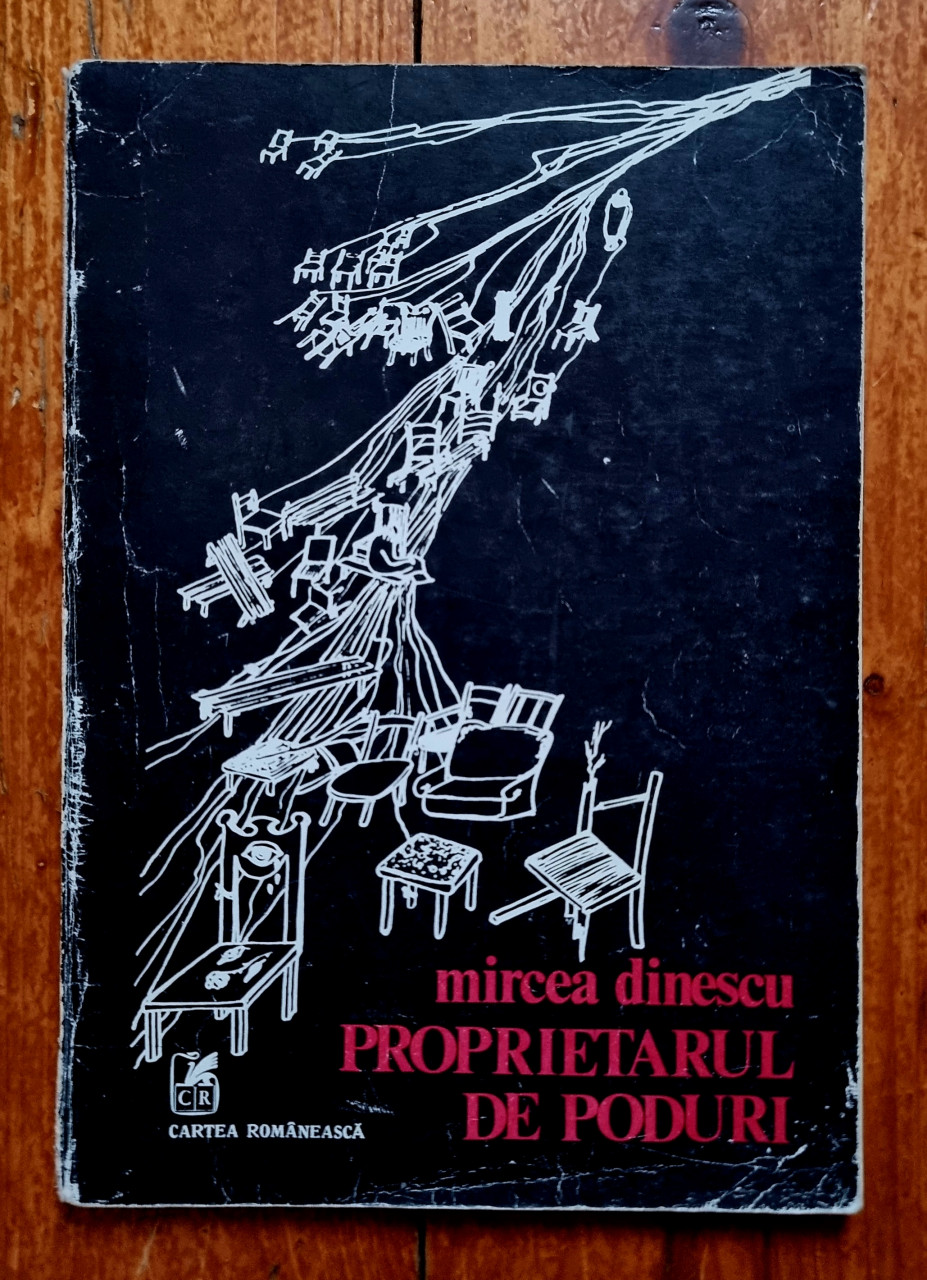 mircea dinescu
PROPRIETARUL
DE PODURI
CR
CARTEA ROMÂNEASCĂ